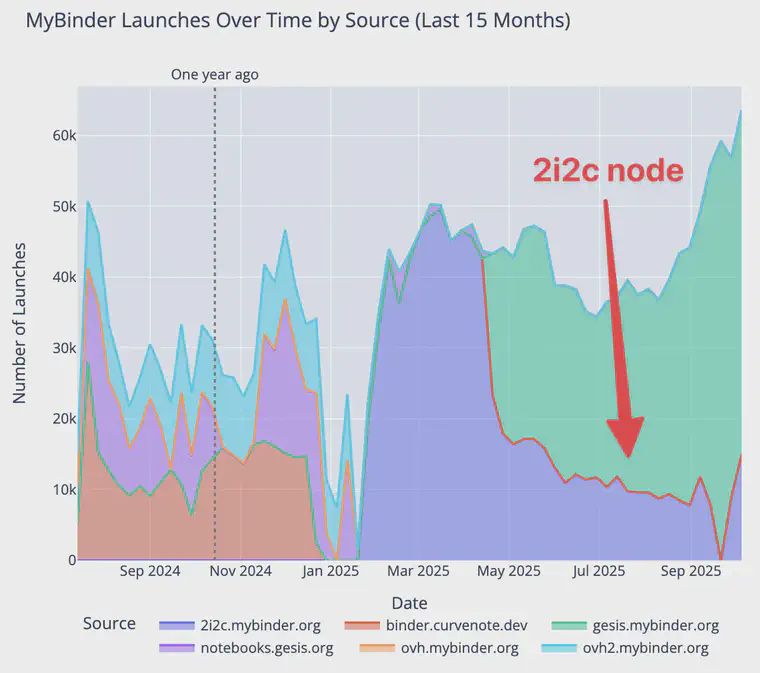 MyBinder Launches Over Time by Source (Last 15 Months)
One year ago
60k
50k
40k
30k
20k
10k
0
Number of Launches
2i2c node
Sep 2024
Nov 2024
Jan 2025
Mar 2025
May 2025
Jul 2025
Sep 2025
Date
Source
2i2c.mybinder.org
binder.curvenote.dev
gesis.mybinder.org
notebooks.gesis.org
ovh.mybinder.org
ovh2.mybinder.org